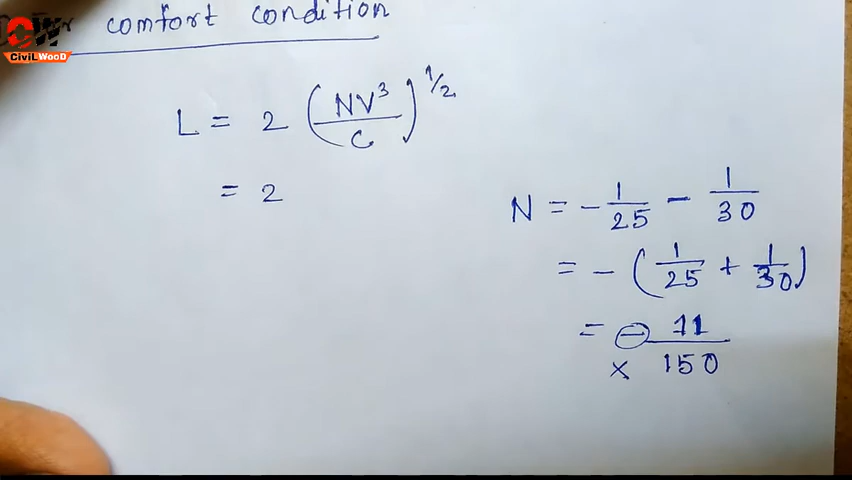 comfort condition
CiviL WooD
L = 2 (NV³/C)^1/2
= 2
N = - 1/25 - 1/30
= - (1/25 + 1/30)
= - 11/150
x